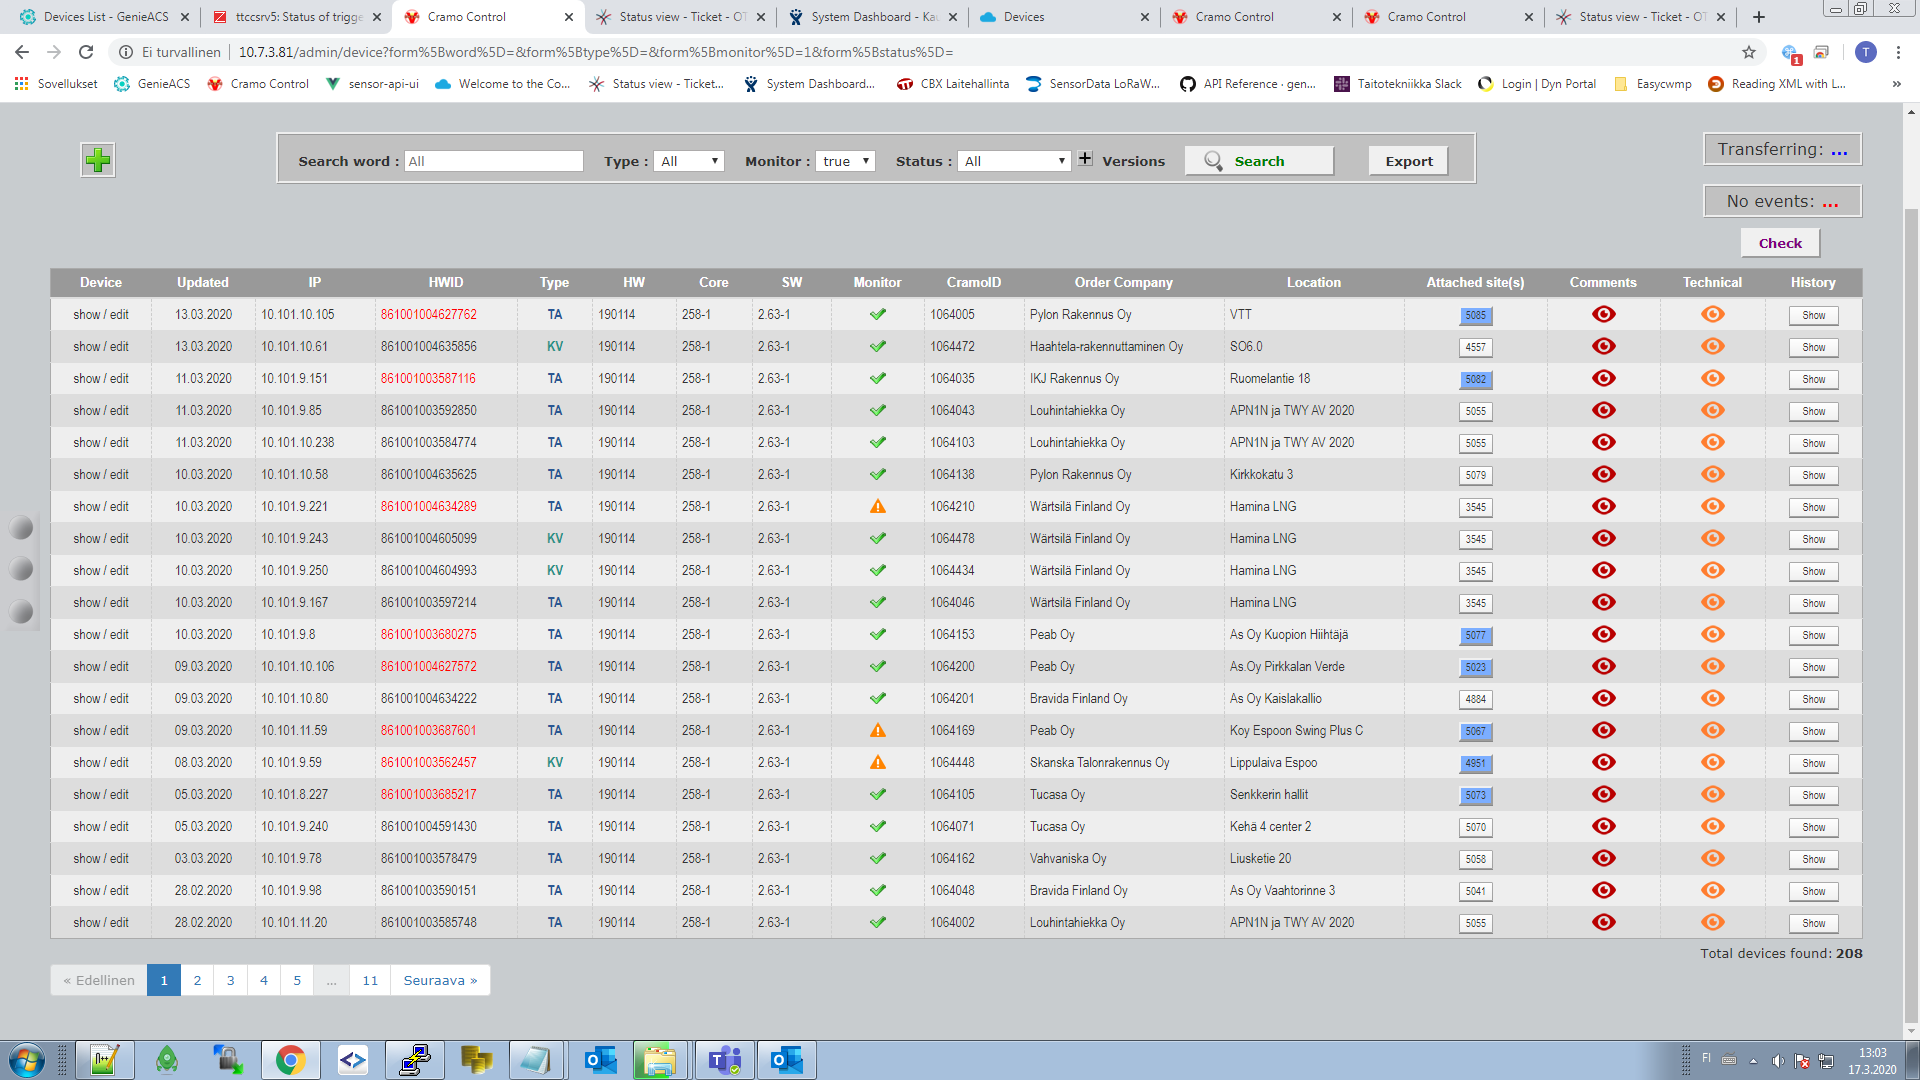 Devices List - GenieACS
ttccsrv5: Status of trigge
Cramo Control
Status view - Ticket - OT
System Dashboard - Kau
Devices
Cramo Control
Cramo Control
Status view - Ticket - OT
Ei turvallinen 10.7.3.81/admin/device?form%5Bword%5D=&form%5Btype%5D=&form%5Bmonitor%5D=1&form%5Bstatus%5D=
T
1
Sovellukset GenieACS Cramo Control sensor-api-ui Welcome to the Co... Status view - Ticket... System Dashboard... CBX Laitehallinta SensorData LoRaW... API Reference · gen... Taitotekniikka Slack Login | Dyn Portal Easycwmp Reading XML with L... »
Search word : All Type : All Monitor : true Status : All Versions Search Export
Transferring: ...
No events: ...
Check
Device Updated IP HWID Type HW Core SW Monitor CramoID Order Company Location Attached site(s) Comments Technical History
show / edit 13.03.2020 10.101.10.105 861001004627762 TA 190114 258-1 2.63-1 1064005 Pylon Rakennus Oy VTT 5085 Show
show / edit 13.03.2020 10.101.10.61 861001004635856 KV 190114 258-1 2.63-1 1064472 Haahtela-rakennuttaminen Oy SO6.0 4557 Show
show / edit 11.03.2020 10.101.9.151 861001003587116 TA 190114 258-1 2.63-1 1064035 IKJ Rakennus Oy Ruomelantie 18 5082 Show
show / edit 11.03.2020 10.101.9.85 861001003592850 TA 190114 258-1 2.63-1 1064043 Louhintahiekka Oy APN1N ja TWY AV 2020 5055 Show
show / edit 11.03.2020 10.101.10.238 861001003584774 TA 190114 258-1 2.63-1 1064103 Louhintahiekka Oy APN1N ja TWY AV 2020 5055 Show
show / edit 10.03.2020 10.101.10.58 861001004635625 TA 190114 258-1 2.63-1 1064138 Pylon Rakennus Oy Kirkkokatu 3 5079 Show
show / edit 10.03.2020 10.101.9.221 861001004634289 TA 190114 258-1 2.63-1 1064210 Wärtsilä Finland Oy Hamina LNG 3545 Show
show / edit 10.03.2020 10.101.9.243 861001004605099 KV 190114 258-1 2.63-1 1064478 Wärtsilä Finland Oy Hamina LNG 3545 Show
show / edit 10.03.2020 10.101.9.250 861001004604993 KV 190114 258-1 2.63-1 1064434 Wärtsilä Finland Oy Hamina LNG 3545 Show
show / edit 10.03.2020 10.101.9.167 861001003597214 TA 190114 258-1 2.63-1 1064046 Wärtsilä Finland Oy Hamina LNG 3545 Show
show / edit 10.03.2020 10.101.9.8 861001003680275 TA 190114 258-1 2.63-1 1064153 Peab Oy As Oy Kuopion Hiihtäjä 5077 Show
show / edit 09.03.2020 10.101.10.106 861001004627572 TA 190114 258-1 2.63-1 1064200 Peab Oy As.Oy Pirkkalan Verde 5023 Show
show / edit 09.03.2020 10.101.10.80 861001004634222 TA 190114 258-1 2.63-1 1064201 Bravida Finland Oy As Oy Kaislakallio 4884 Show
show / edit 09.03.2020 10.101.11.59 861001003687601 TA 190114 258-1 2.63-1 1064169 Peab Oy Koy Espoon Swing Plus C 5067 Show
show / edit 08.03.2020 10.101.9.59 861001003562457 KV 190114 258-1 2.63-1 1064448 Skanska Talonrakennus Oy Lippulaiva Espoo 4951 Show
show / edit 05.03.2020 10.101.8.227 861001003685217 TA 190114 258-1 2.63-1 1064105 Tucasa Oy Senkkerin hallit 5073 Show
show / edit 05.03.2020 10.101.9.240 861001004591430 TA 190114 258-1 2.63-1 1064071 Tucasa Oy Kehä 4 center 2 5070 Show
show / edit 03.03.2020 10.101.9.78 861001003578479 TA 190114 258-1 2.63-1 1064162 Vahvaniska Oy Liusketie 20 5058 Show
show / edit 28.02.2020 10.101.9.98 861001003590151 TA 190114 258-1 2.63-1 1064048 Bravida Finland Oy As Oy Vaahtorinne 3 5041 Show
show / edit 28.02.2020 10.101.11.20 861001003585748 TA 190114 258-1 2.63-1 1064002 Louhintahiekka Oy APN1N ja TWY AV 2020 5055 Show
Total devices found: 208
« Edellinen 1 2 3 4 5 ... 11 Seuraava »
FI
13:03
17.3.2020